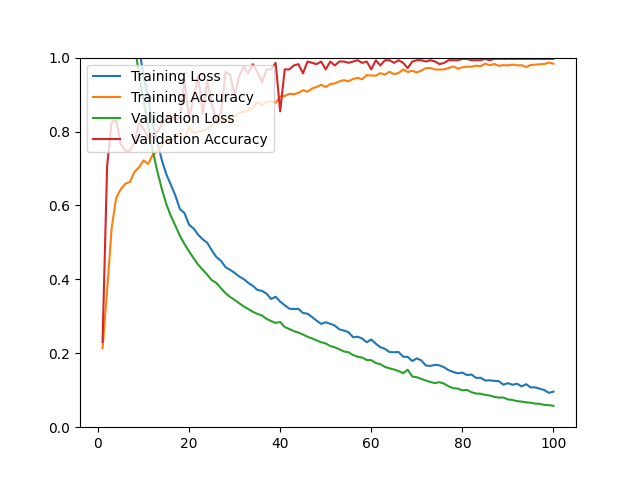 1.0
0.8
0.6
0.4
0.2
0.0
Training Loss
Training Accuracy
Validation Loss
Validation Accuracy
0 20 40 60 80 100